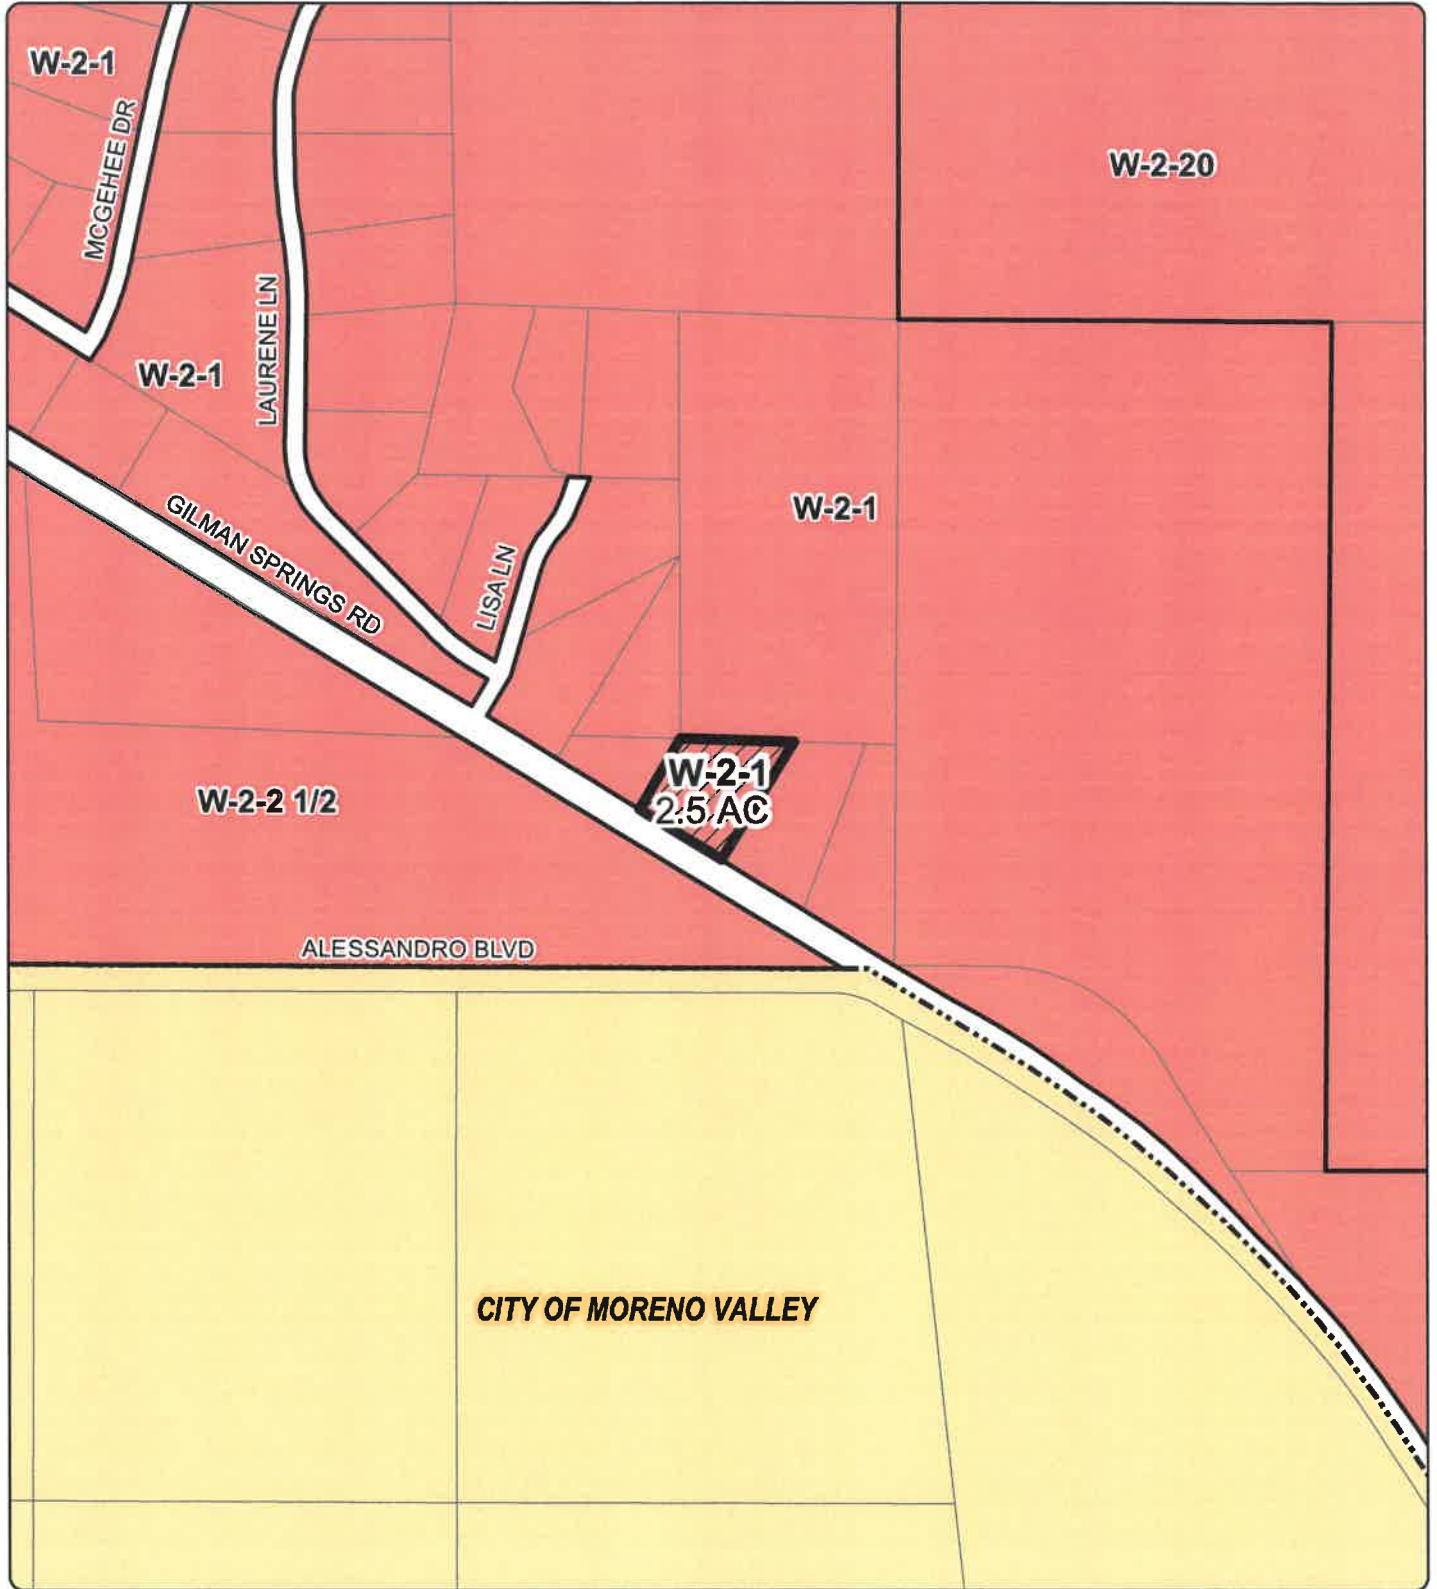 W-2-1
W-2-20
MCGEHEE DR
LAURENE LN
W-2-1
W-2-1
GILMAN SPRINGS RD
LISA LN
W-2-1
2.5 AC
W-2-2 1/2
ALESSANDRO BLVD
CITY OF MORENO VALLEY